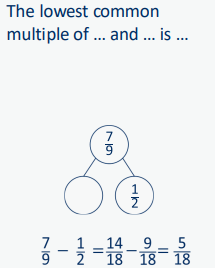 The lowest common
multiple of ... and ... is ...
7/9
1/2
7/9 − 1/2 = 14/18 − 9/18 = 5/18